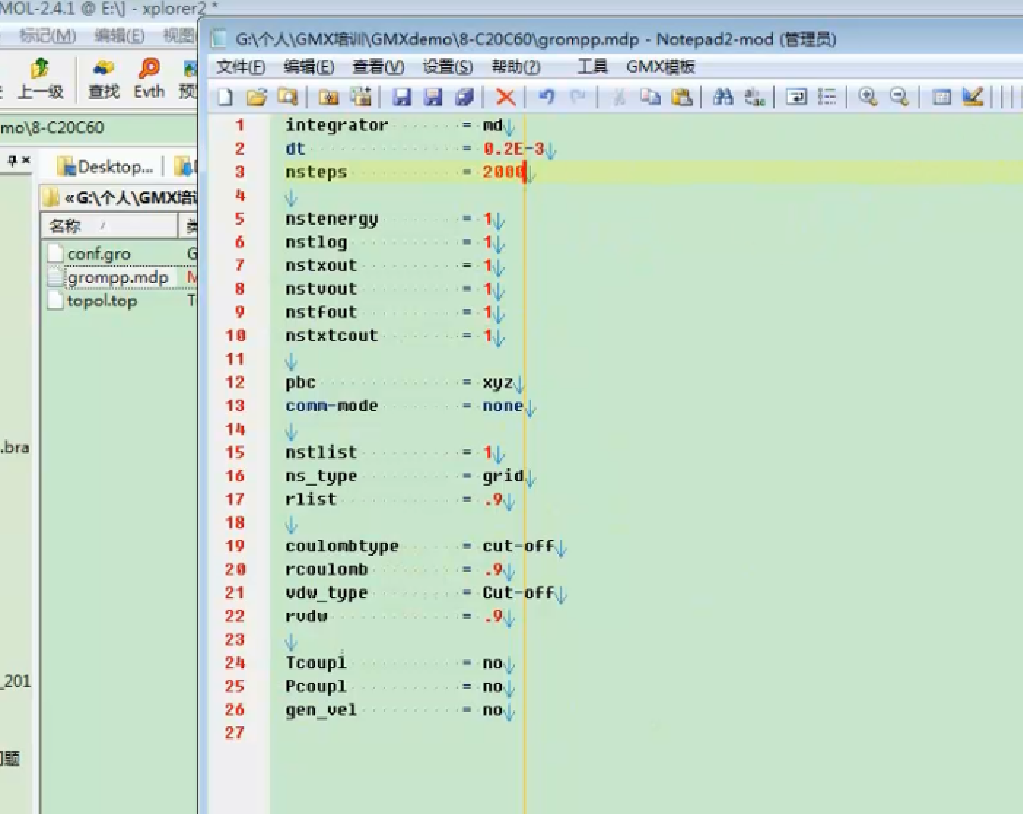 MOL-2.4.1 @ E:\] - xplorer2 *
标记(M) 编辑(E) 视图
上一级 查找 Evth 预
mo\8-C20C60
Desktop...
«G:\个人\GMX培
名称
conf.gro
grompp.mdp
topol.top
.bra
_201
题
G:\个人\GMX培训\GMXdemo\8-C20C60\grompp.mdp - Notepad2-mod (管理员)
文件(F) 编辑(E) 查看(V) 设置(S) 帮助(?) 工具 GMX模板
1 integrator = md
2 dt = 0.2E-3
3 nsteps = 2000
4
5 nstenergy = 1
6 nstlog = 1
7 nstxout = 1
8 nstvout = 1
9 nstfout = 1
10 nstxtcout = 1
11
12 pbc = xyz
13 comm-mode = none
14
15 nstlist = 1
16 ns_type = grid
17 rlist = .9
18
19 coulombtype = cut-off
20 rcoulomb = .9
21 vdw_type = Cut-off
22 rvdw = .9
23
24 Tcoupl = no
25 Pcoupl = no
26 gen_vel = no
27